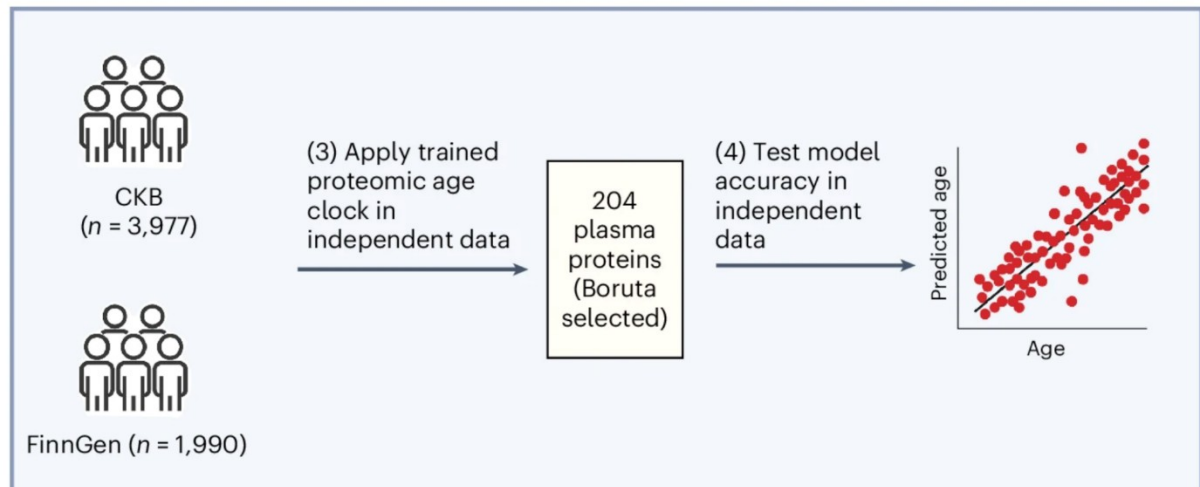 CKB
(n = 3,977)
FinnGen (n = 1,990)
(3) Apply trained
proteomic age
clock in
independent data
204
plasma
proteins
(Boruta
selected)
(4) Test model
accuracy in
independent
data
Predicted age
Age